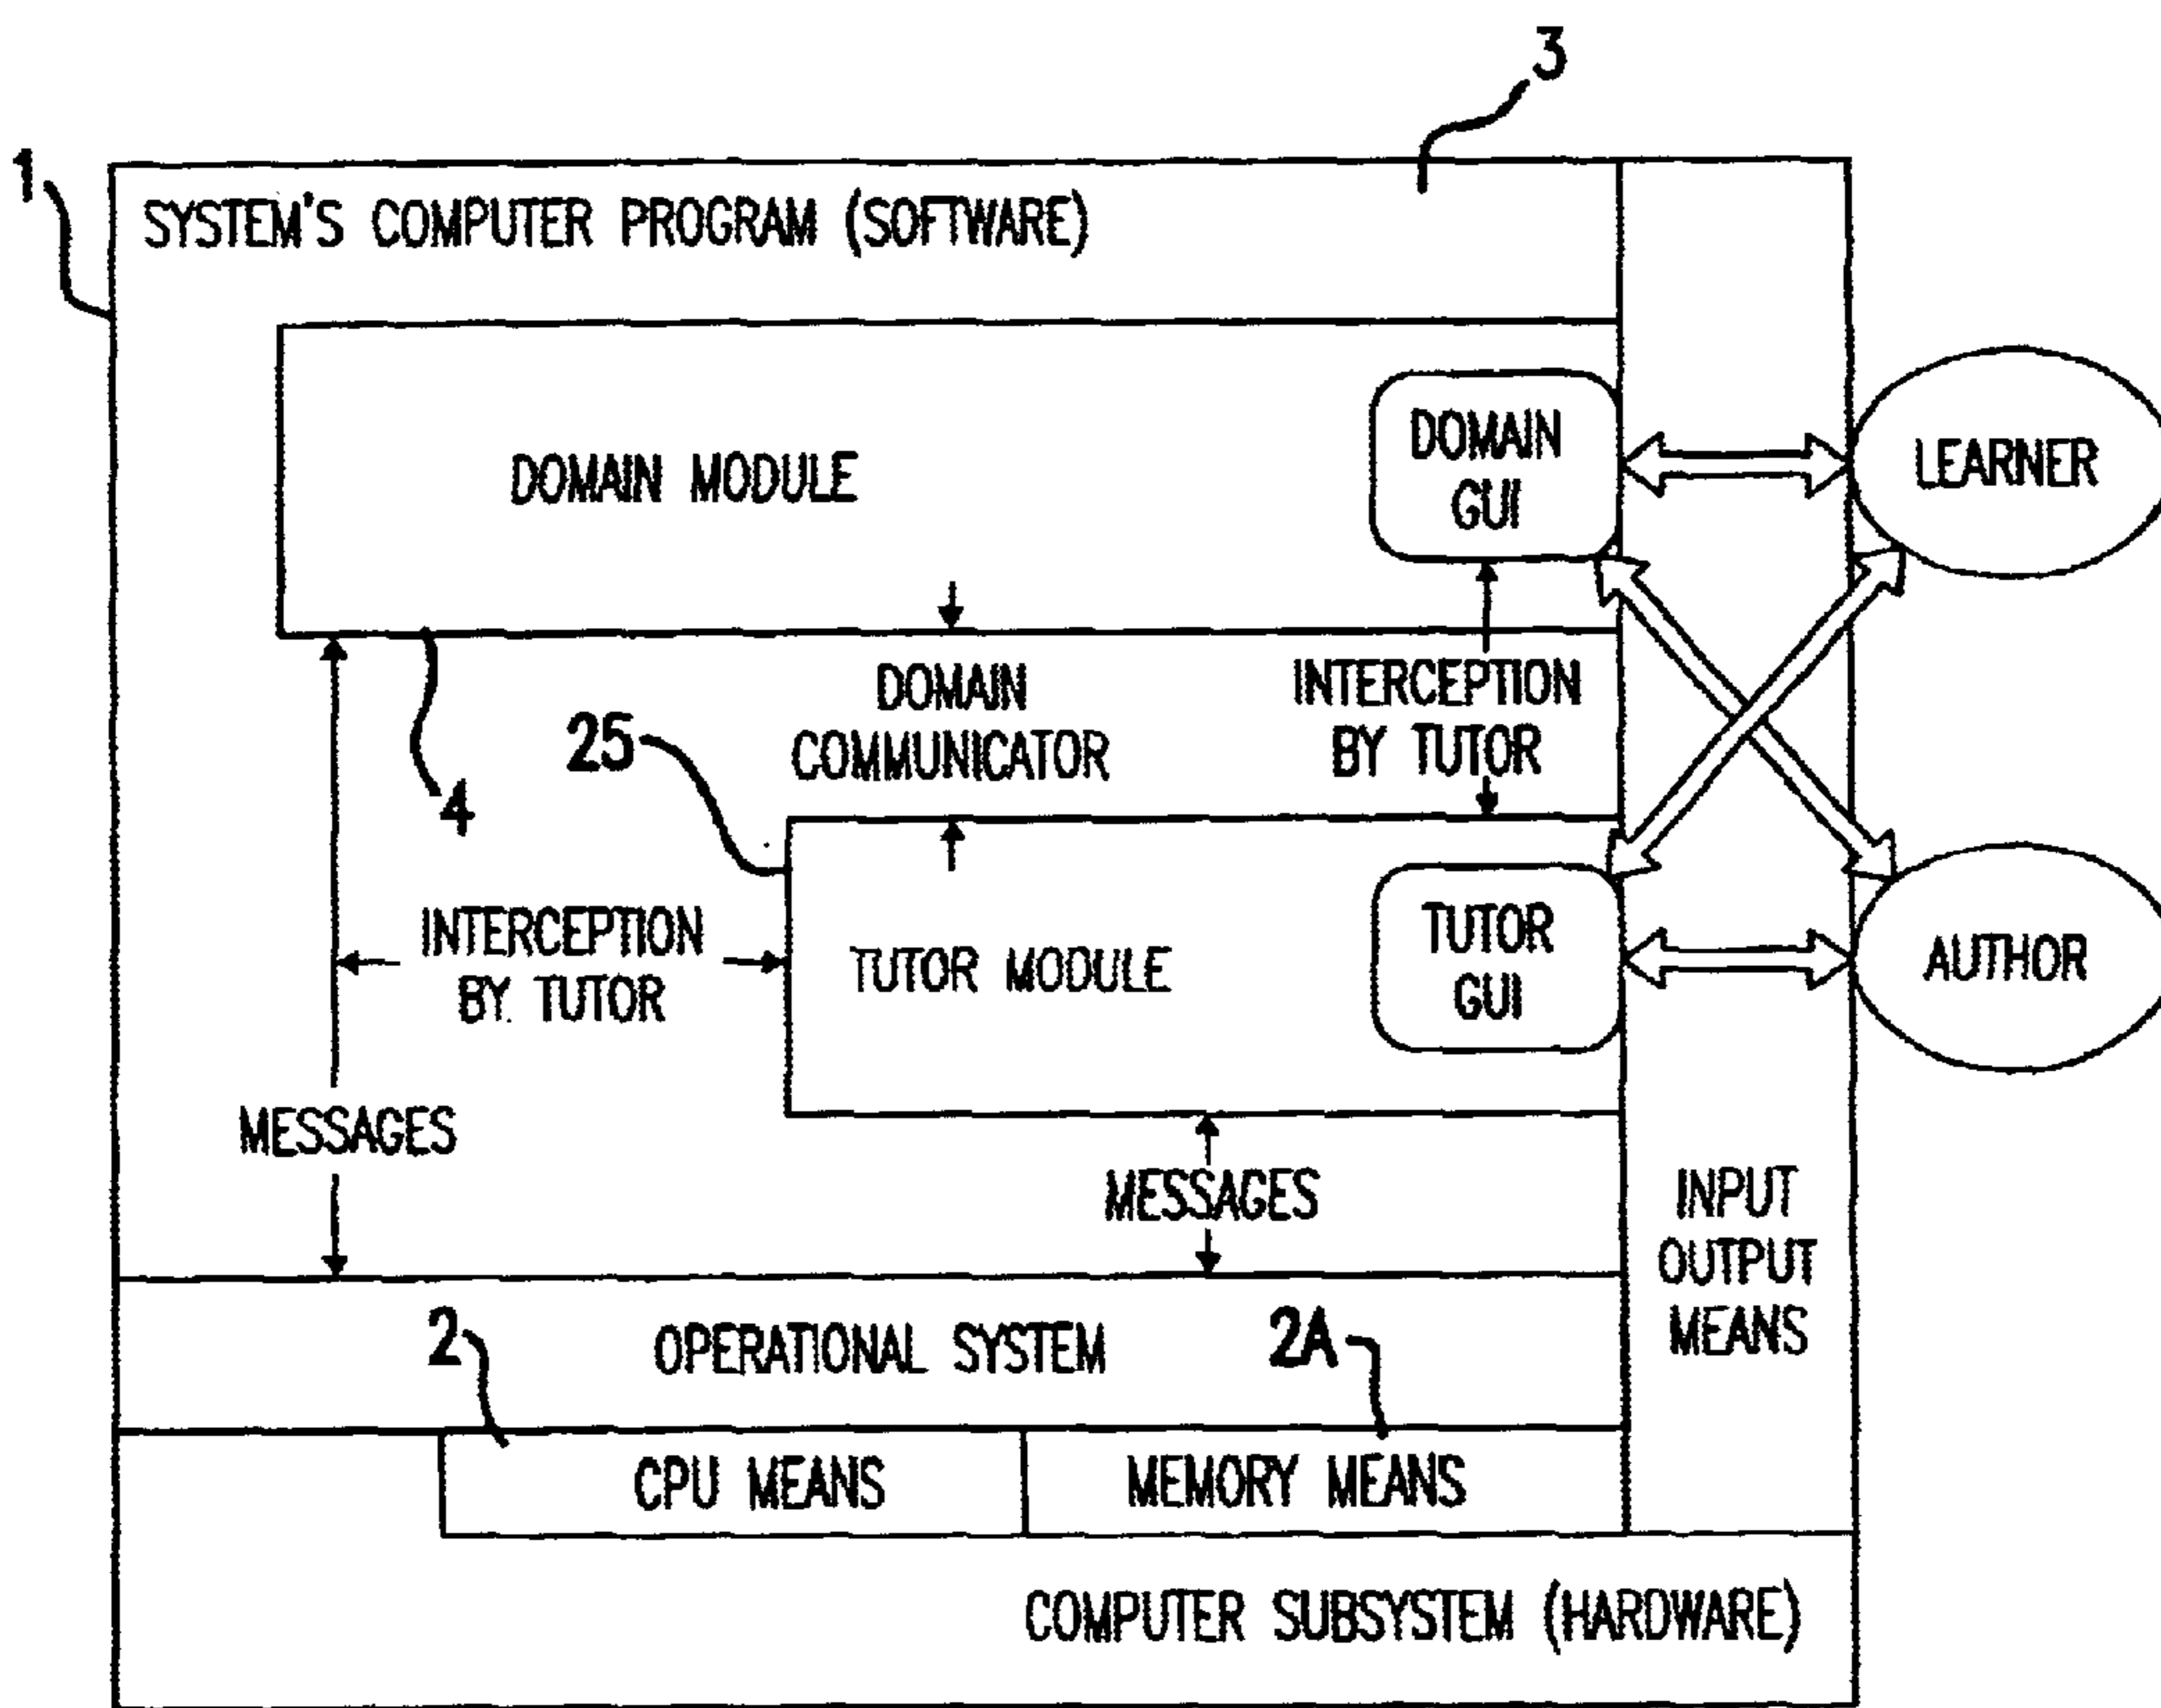 3
1
SYSTEM'S COMPUTER PROGRAM (SOFTWARE)
DOMAIN MODULE
DOMAIN
GUI
LEARNER
DOMAIN
COMMUNICATOR
INTERCEPTION
BY TUTOR
25
4
INTERCEPTION
BY TUTOR
TUTOR MODULE
TUTOR
GUI
AUTHOR
MESSAGES
MESSAGES
INPUT
OUTPUT
MEANS
2
OPERATIONAL SYSTEM
2A
CPU MEANS
MEMORY MEANS
COMPUTER SUBSYSTEM (HARDWARE)